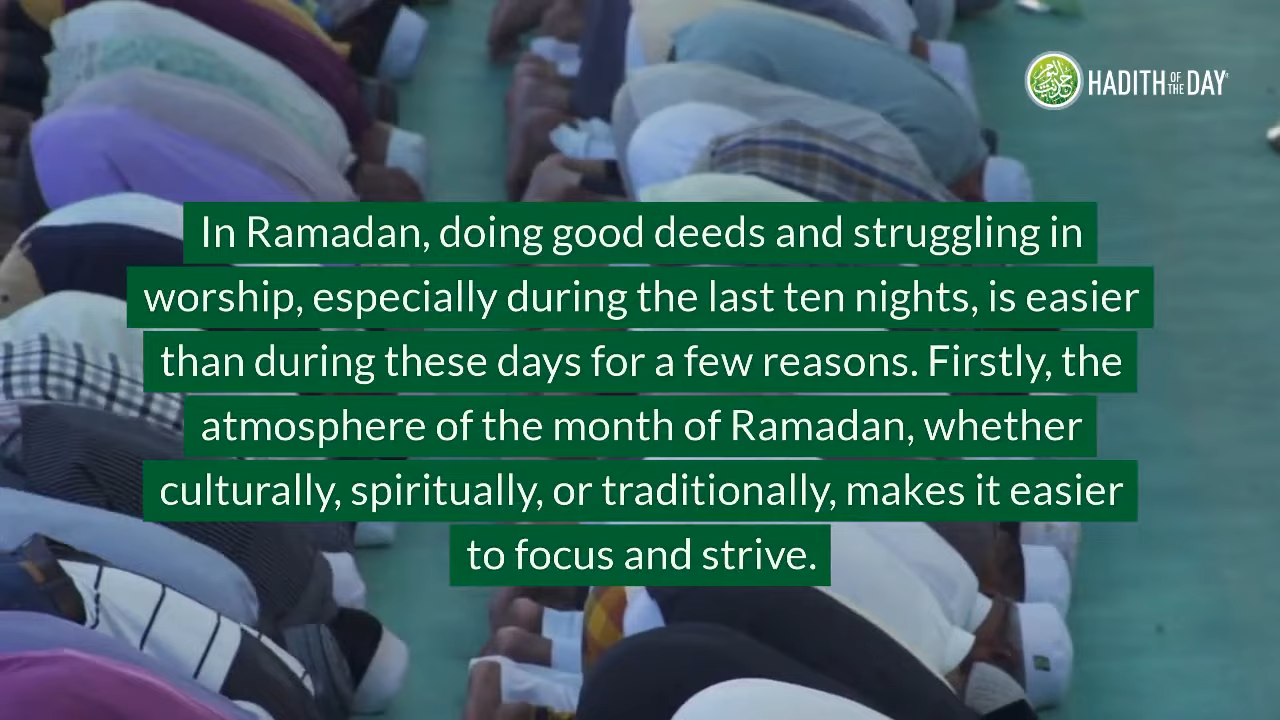 HADITH OF THE DAY
In Ramadan, doing good deeds and struggling in
worship, especially during the last ten nights, is easier
than during these days for a few reasons. Firstly, the
atmosphere of the month of Ramadan, whether
culturally, spiritually, or traditionally, makes it easier
to focus and strive.